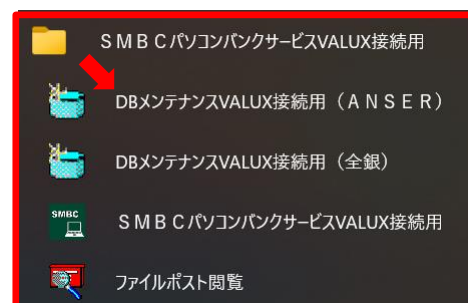 ＳＭＢＣパソコンバンクサービスVALUX接続用
DBメンテナンスVALUX接続用（ＡＮＳＥＲ）
DBメンテナンスVALUX接続用（全銀）
SMBC
ＳＭＢＣパソコンバンクサービスVALUX接続用
ファイルポスト閲覧